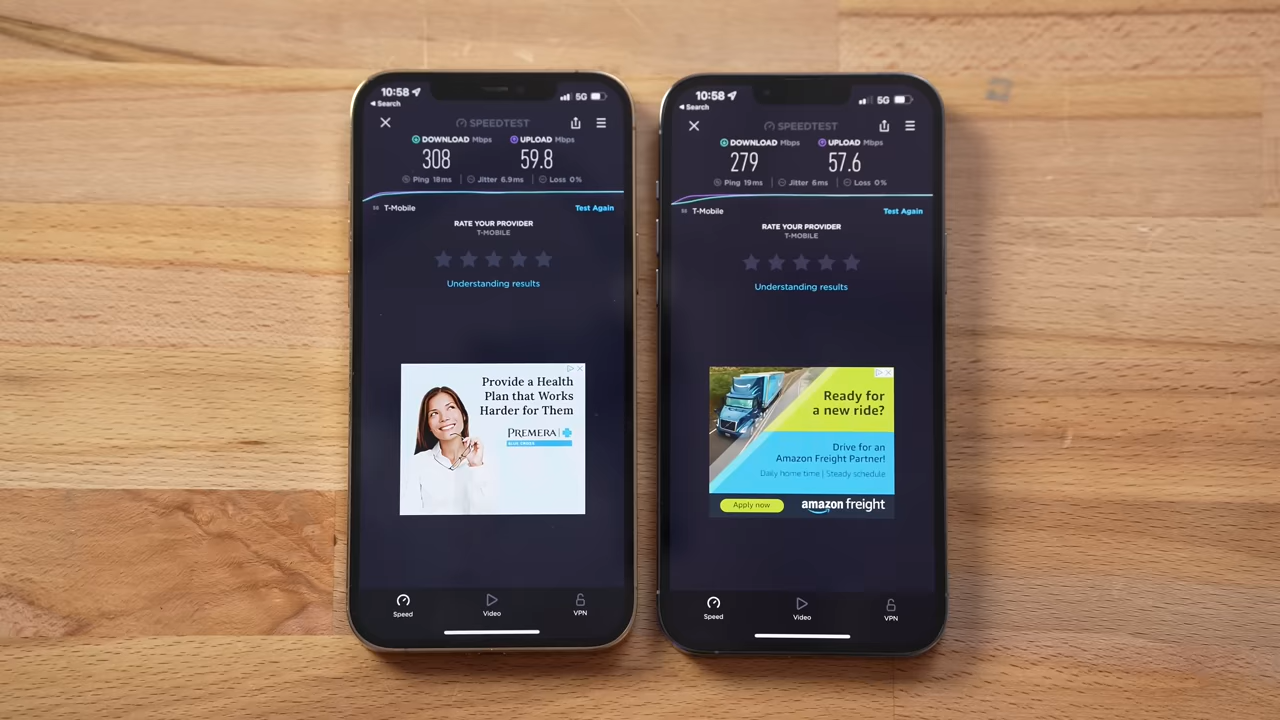 10:58
5G
Search
SPEEDTEST
DOWNLOAD Mbps UPLOAD Mbps
308 59.8
Ping 18ms Jitter 6.9ms Loss 0%
T-Mobile Test Again
RATE YOUR PROVIDER
T-MOBILE
Understanding results
Provide a Health
Plan that Works
Harder for Them
PREMERA
BLUE CROSS
Speed Video VPN
10:58
5G
Search
SPEEDTEST
DOWNLOAD Mbps UPLOAD Mbps
279 57.6
Ping 19ms Jitter 6ms Loss 0%
T-Mobile Test Again
RATE YOUR PROVIDER
T-MOBILE
Understanding results
Ready for
a new ride?
Drive for an
Amazon Freight Partner!
Daily home time | Steady schedule
Apply now amazon freight
Speed Video VPN